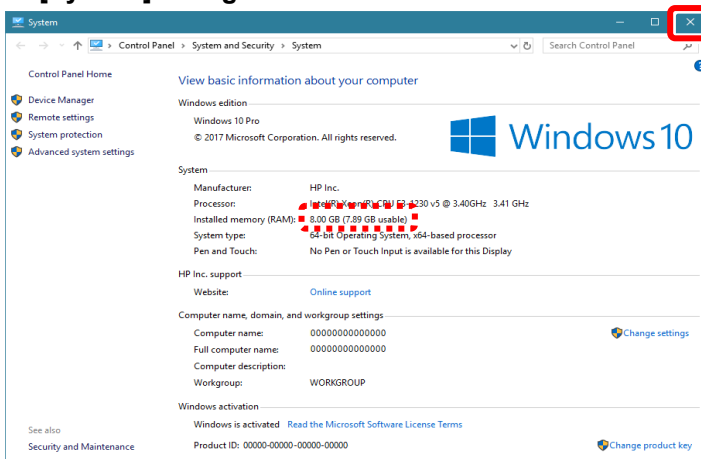 System
Control Panel > System and Security > System
Search Control Panel
Control Panel Home
Device Manager
Remote settings
System protection
Advanced system settings
View basic information about your computer
Windows edition
Windows 10 Pro
© 2017 Microsoft Corporation. All rights reserved.
Windows 10
System
Manufacturer: HP Inc.
Processor: Intel(R) Xeon(R) CPU E3-1230 v5 @ 3.40GHz 3.41 GHz
Installed memory (RAM): 8.00 GB (7.89 GB usable)
System type: 64-bit Operating System, x64-based processor
Pen and Touch: No Pen or Touch Input is available for this Display
HP Inc. support
Website: Online support
Computer name, domain, and workgroup settings
Computer name: 00000000000000
Change settings
Full computer name: 00000000000000
Computer description:
Workgroup: WORKGROUP
Windows activation
Windows is activated Read the Microsoft Software License Terms
Product ID: 00000-00000-00000-00000
Change product key
See also
Security and Maintenance